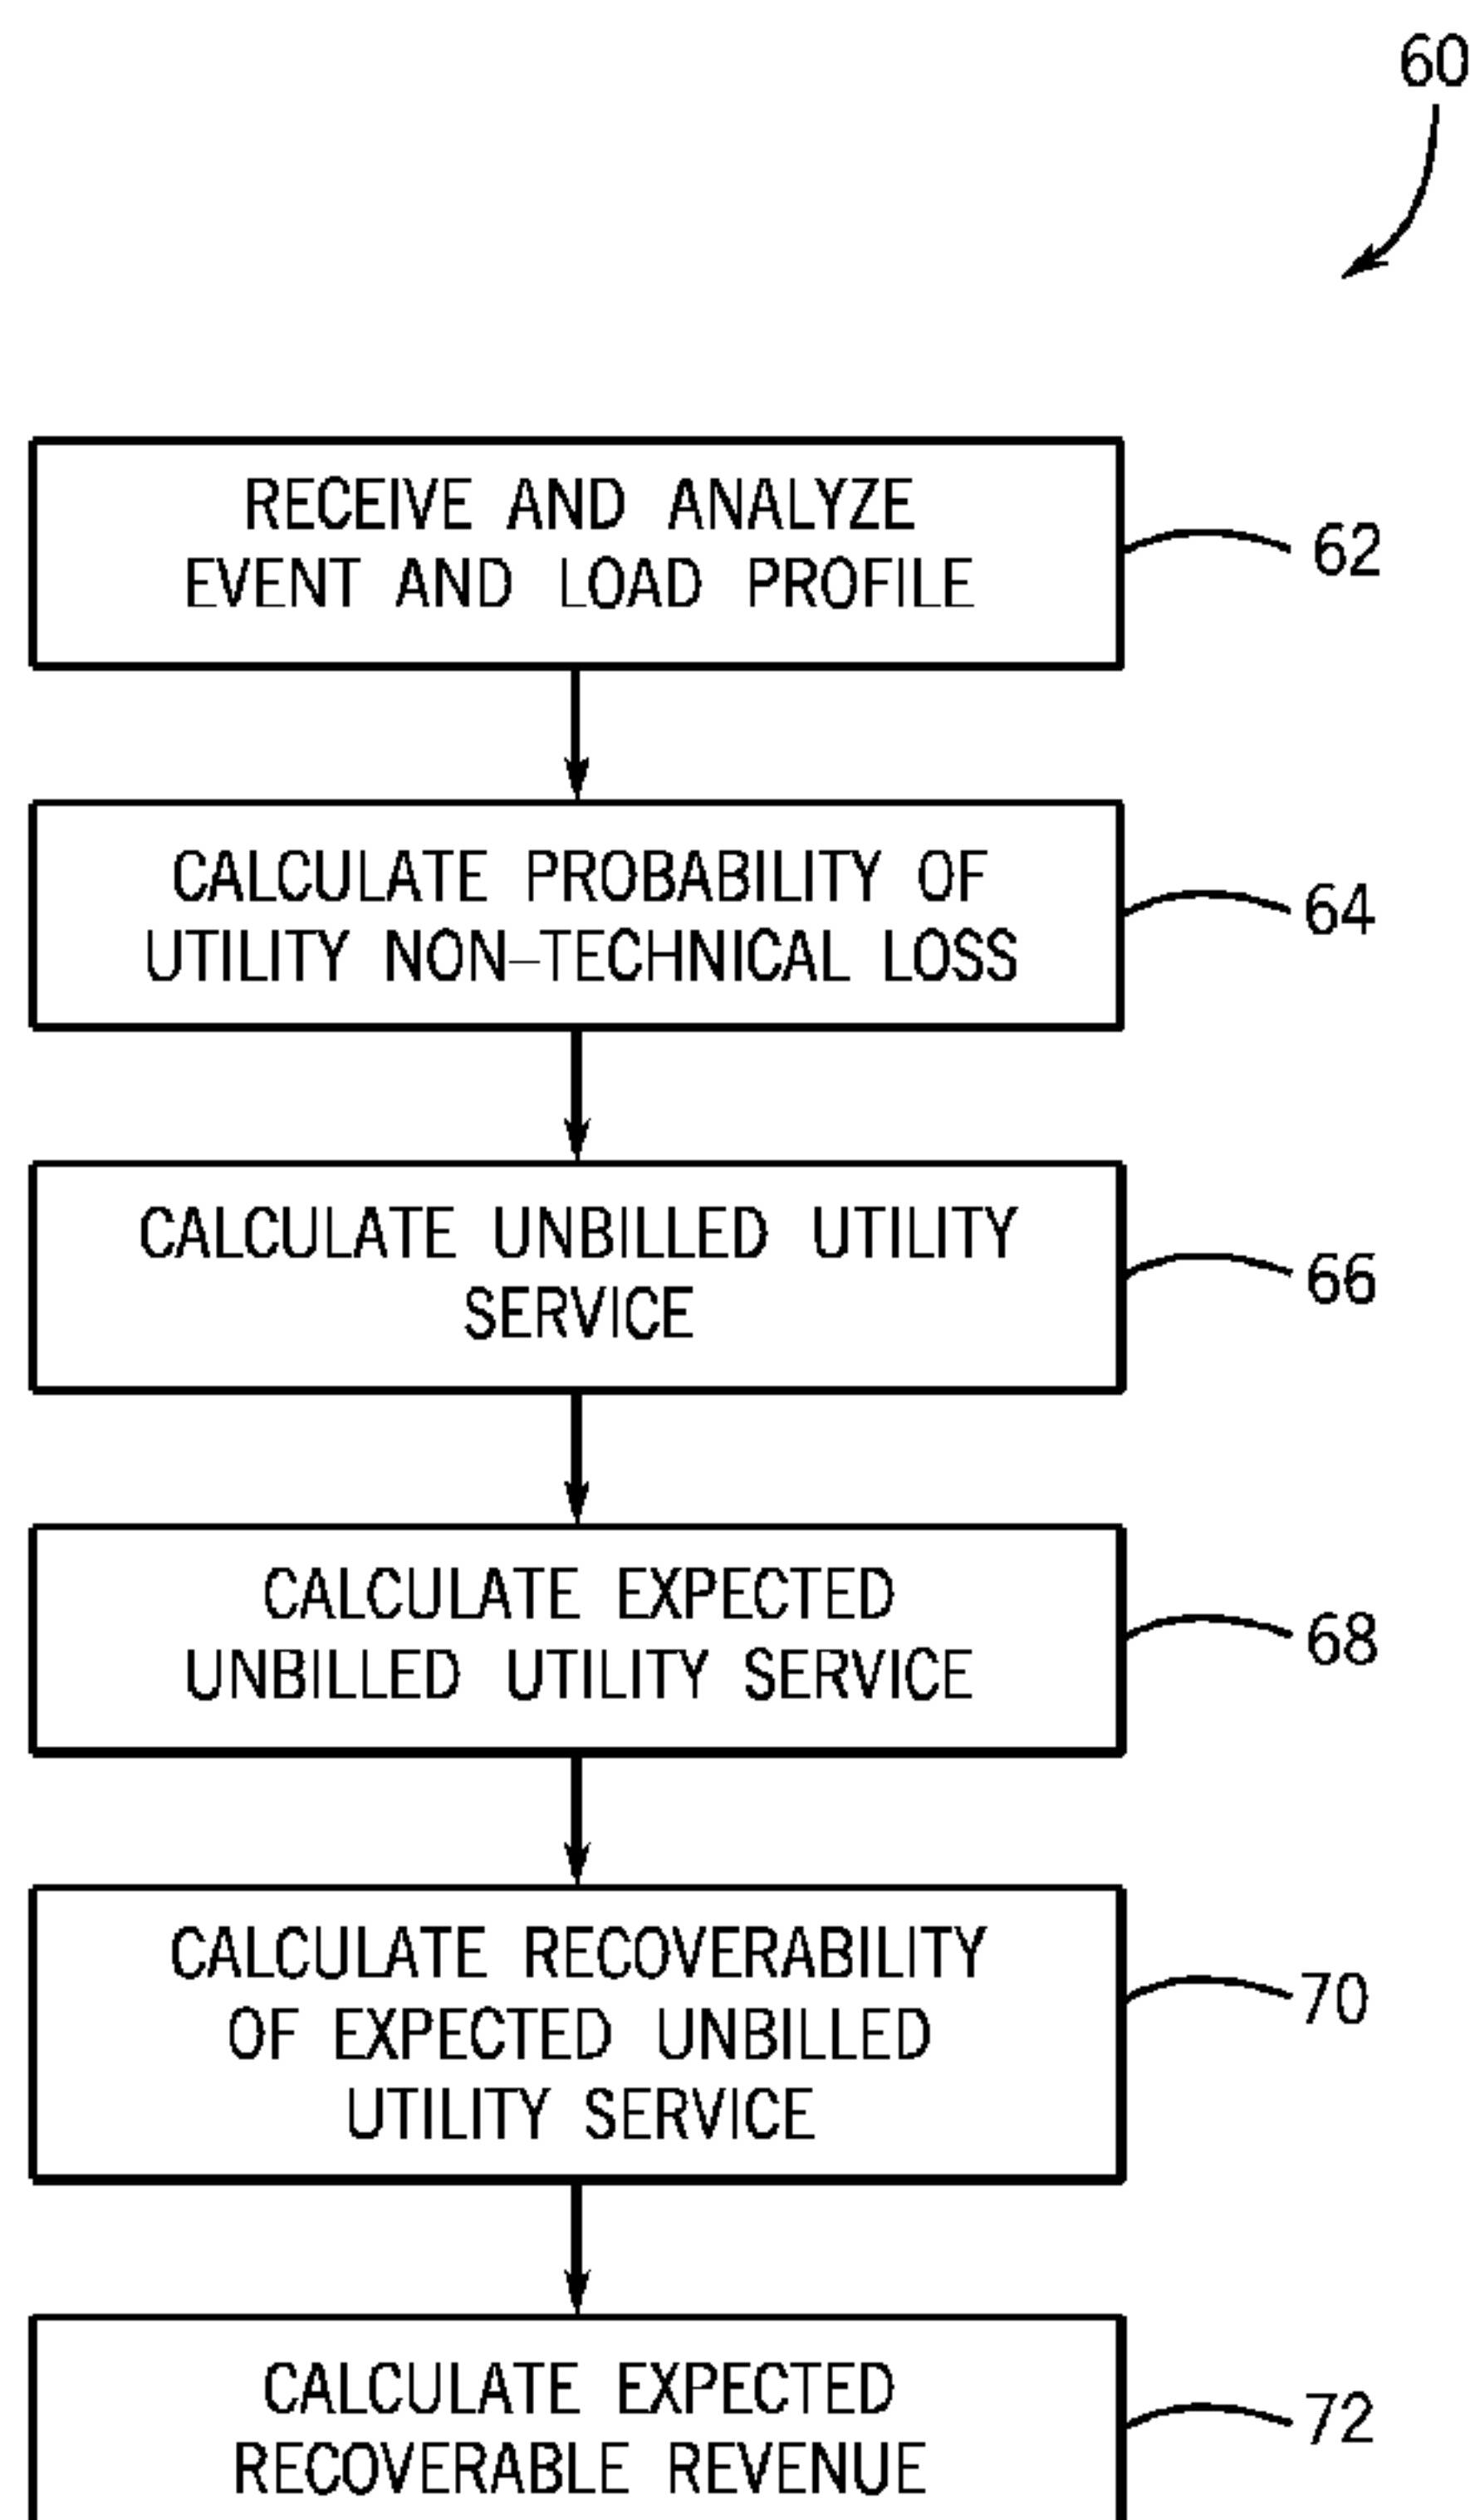 60
RECEIVE AND ANALYZE
EVENT AND LOAD PROFILE
62
CALCULATE PROBABILITY OF
UTILITY NON-TECHNICAL LOSS
64
CALCULATE UNBILLED UTILITY
SERVICE
66
CALCULATE EXPECTED
UNBILLED UTILITY SERVICE
68
CALCULATE RECOVERABILITY
OF EXPECTED UNBILLED
UTILITY SERVICE
70
CALCULATE EXPECTED
RECOVERABLE REVENUE
72